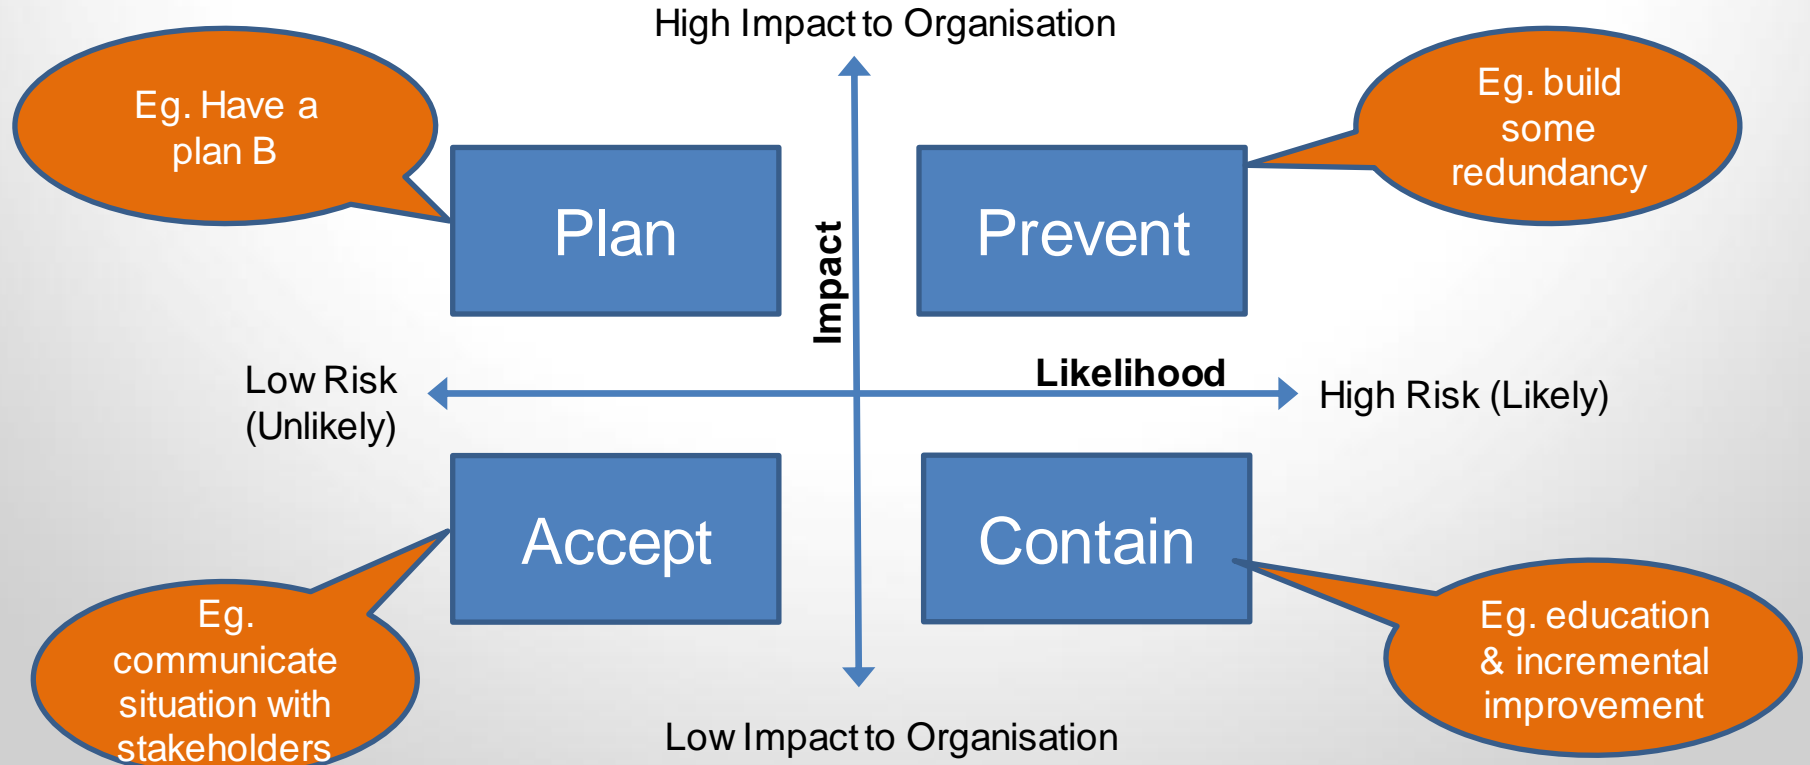 High Impact to Organisation
Eg. Have a
plan B
Eg. build
some
redundancy
Plan
Prevent
Impact
Likelihood
Low Risk
(Unlikely)
High Risk (Likely)
Accept
Contain
Eg.
communicate
situation with
stakeholders
Eg. education
& incremental
improvement
Low Impact to Organisation